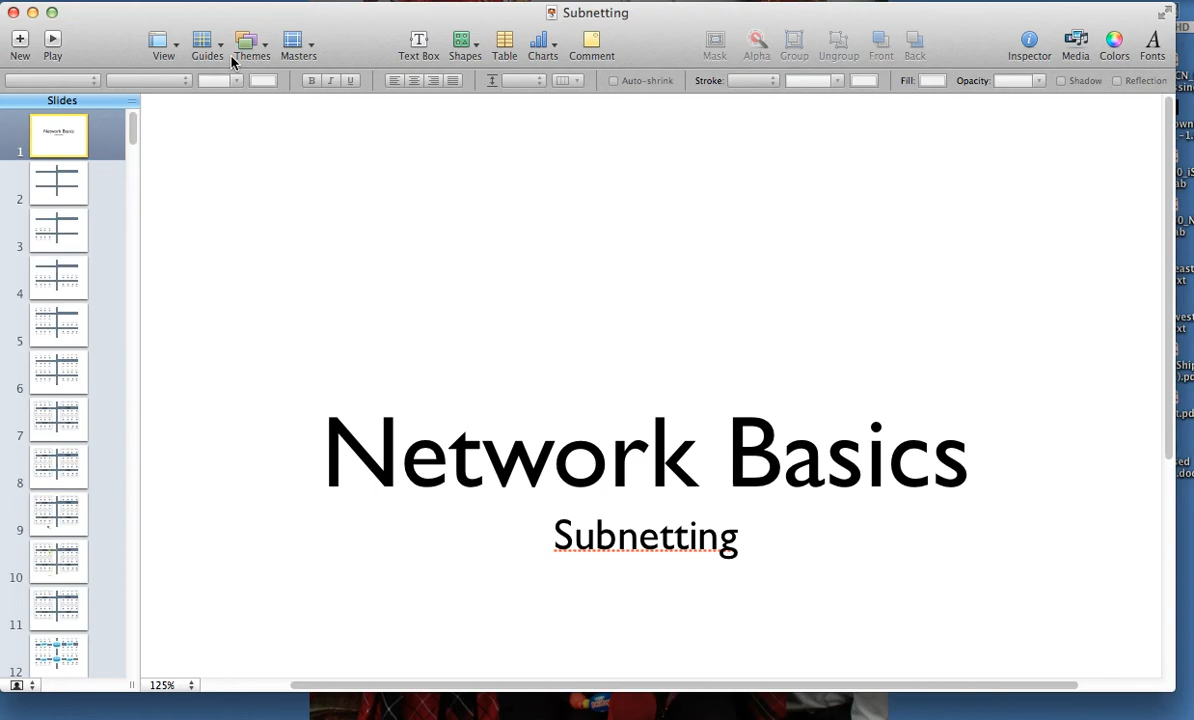 Subnetting
New Play View Guides Themes Masters Text Box Shapes Table Charts Comment Mask Alpha Group Ungroup Front Back Inspector Media Colors Fonts
B I U Auto-shrink Stroke: Fill: Opacity: Shadow Reflection
Slides
Network Basics
1
2
3
4
5
6
7
8
9
10
11
12
Network Basics
Subnetting
125%